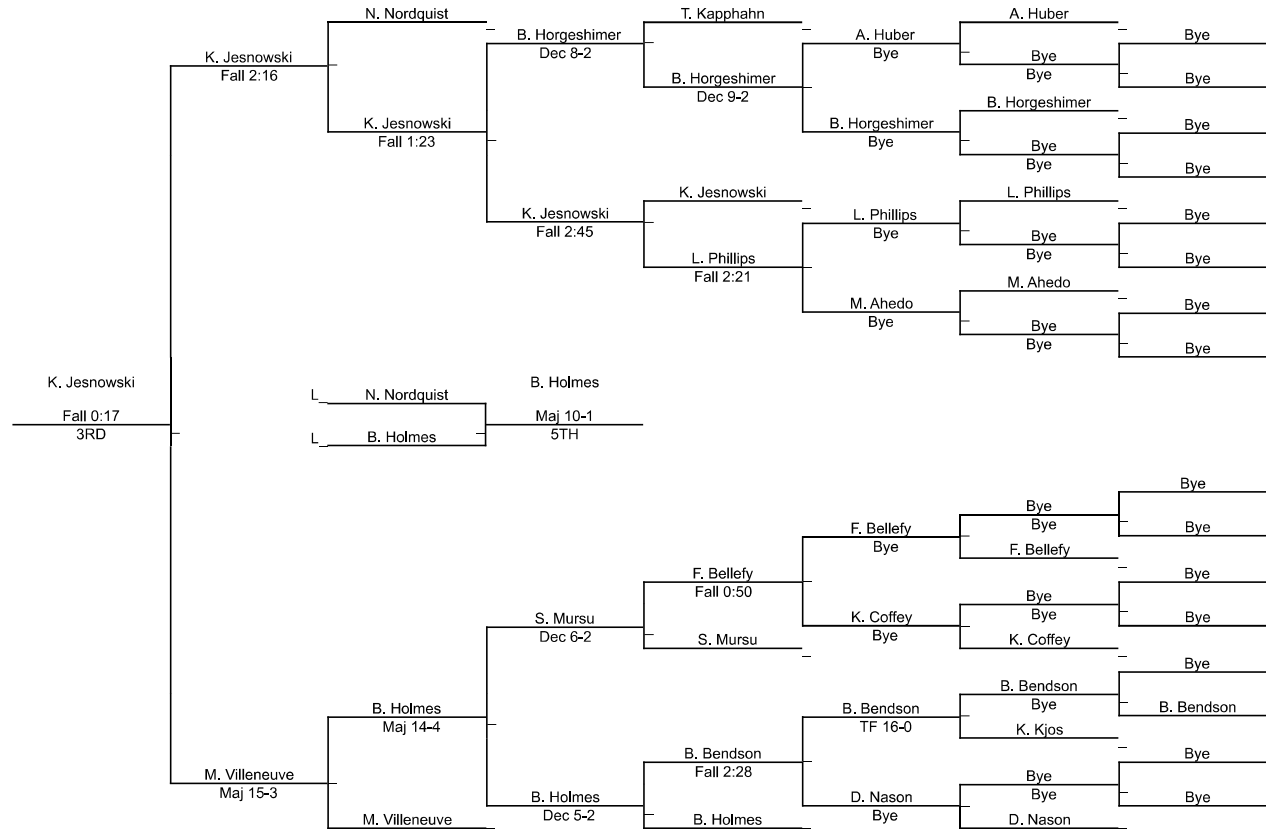 N. Nordquist
T. Kapphahn
A. Huber
B. Horgeshimer
Dec 8-2
A. Huber
Bye
Bye
K. Jesnowski
Fall 2:16
Bye
Bye
B. Horgeshimer
Dec 9-2
Bye
B. Horgeshimer
K. Jesnowski
Fall 1:23
B. Horgeshimer
Bye
Bye
Bye
Bye
Bye
K. Jesnowski
L. Phillips
K. Jesnowski
Fall 2:45
L. Phillips
Bye
Bye
Bye
Bye
L. Phillips
Fall 2:21
Bye
M. Ahedo
M. Ahedo
Bye
Bye
Bye
Bye
Bye
K. Jesnowski
Fall 0:17
3RD
L
N. Nordquist
L
B. Holmes
B. Holmes
Maj 10-1
5TH
Bye
Bye
Bye
F. Bellefy
Bye
Bye
F. Bellefy
F. Bellefy
Fall 0:50
Bye
Bye
Bye
S. Mursu
Dec 6-2
K. Coffey
Bye
Bye
S. Mursu
K. Coffey
Bye
B. Bendson
Bye
B. Holmes
Maj 14-4
B. Bendson
TF 16-0
B. Bendson
K. Kjos
B. Bendson
Fall 2:28
Bye
M. Villeneuve
Maj 15-3
Bye
Bye
B. Holmes
Dec 5-2
D. Nason
Bye
Bye
M. Villeneuve
B. Holmes
D. Nason